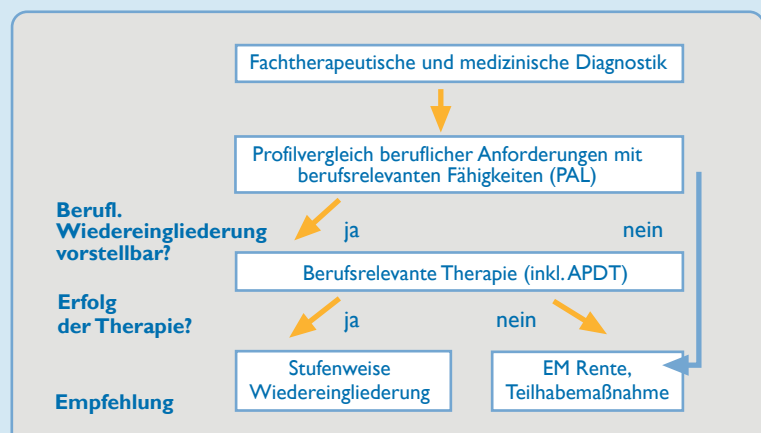 Fachtherapeutische und medizinische Diagnostik
Profilvergleich beruflicher Anforderungen mit
berufsrelevanten Fähigkeiten (PAL)
Berufl.
Wiedereingliederung
vorstellbar?
ja
nein
Berufsrelevante Therapie (inkl. APDT)
Erfolg
der Therapie?
ja
nein
Stufenweise
Wiedereingliederung
EM Rente,
Teilhabemaßnahme
Empfehlung